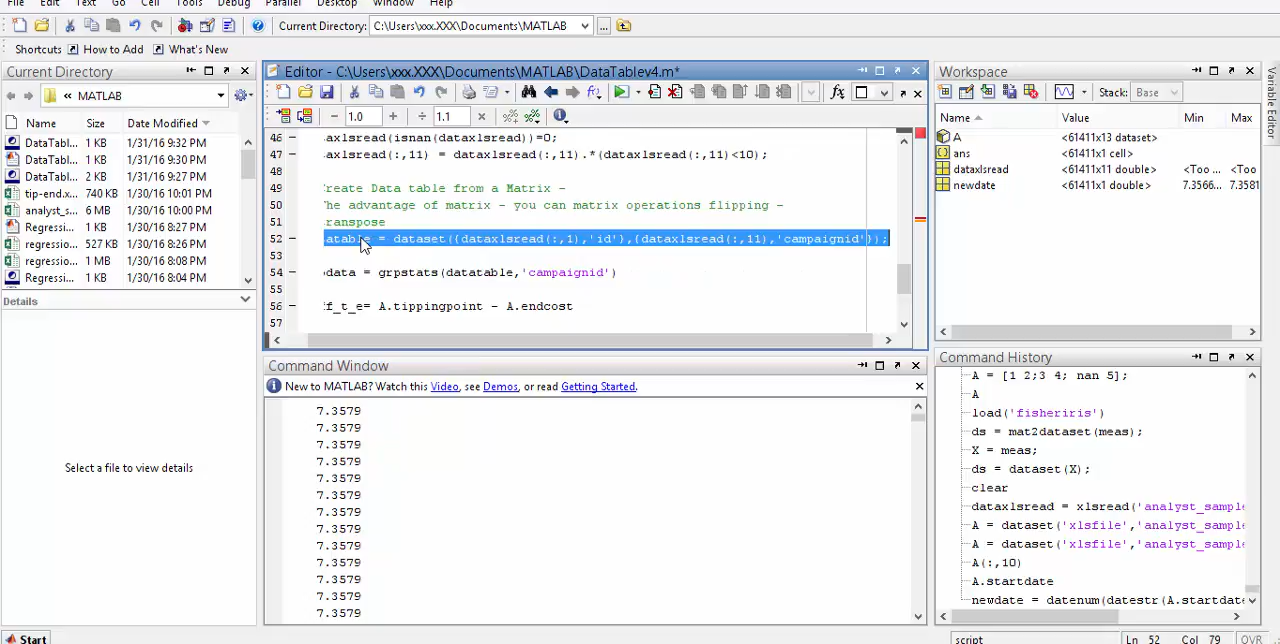 File Edit Text Go Cell Tools Debug Parallel Desktop Window Help
Current Directory: C:\Users\xxx.XXX\Documents\MATLAB
Shortcuts How to Add What's New
Current Directory
« MATLAB
Name Size Date Modified
DataTabl... 1 KB 1/31/16 9:32 PM
DataTabl... 1 KB 1/31/16 9:30 PM
DataTabl... 2 KB 1/31/16 9:27 PM
tip-end.x... 740 KB 1/30/16 10:01 PM
analyst_s... 6 MB 1/30/16 10:00 PM
Regressi... 1 KB 1/30/16 8:27 PM
regressio... 527 KB 1/30/16 8:26 PM
regressio... 1 MB 1/30/16 8:08 PM
Regressi... 1 KB 1/30/16 8:04 PM
Details
Select a file to view details
Start
Editor - C:\Users\xxx.XXX\Documents\MATLAB\DataTablev4.m*
1.0 1.1
46 axlsread(isnan(dataxlsread))=0;
47 axlsread(:,11) = dataxlsread(:,11).*(dataxlsread(:,11)<10);
48
49 reate Data table from a Matrix -
50 he advantage of matrix - you can matrix operations flipping -
51 ranspose
52 atable = dataset({dataxlsread(:,1),'id'},{dataxlsread(:,11),'campaignid'});
53
54 data = grpstats(datatable,'campaignid')
55
56 f_t_e= A.tippingpoint - A.endcost
57
Command Window
New to MATLAB? Watch this Video, see Demos, or read Getting Started.
7.3579
7.3579
7.3579
7.3579
7.3579
7.3579
7.3579
7.3579
7.3579
7.3579
7.3579
7.3579
7.3579
Workspace
Stack: Base
Name Value Min Max
A <61411x13 dataset>
ans <61411x1 cell>
dataxlsread <61411x11 double> <Too ... <Too
newdate <61411x1 double> 7.3566... 7.3581
Variable Editor
Command History
A = [1 2;3 4; nan 5];
A
load('fisheriris')
ds = mat2dataset(meas);
X = meas;
ds = dataset(X);
clear
dataxlsread = xlsread('analyst_sample
A = dataset('xlsfile','analyst_sample
A = dataset('xlsfile','analyst_sample
A(:,10)
A.startdate
newdate = datenum(datestr(A.startdate
script Ln 52 Col 79 OVR